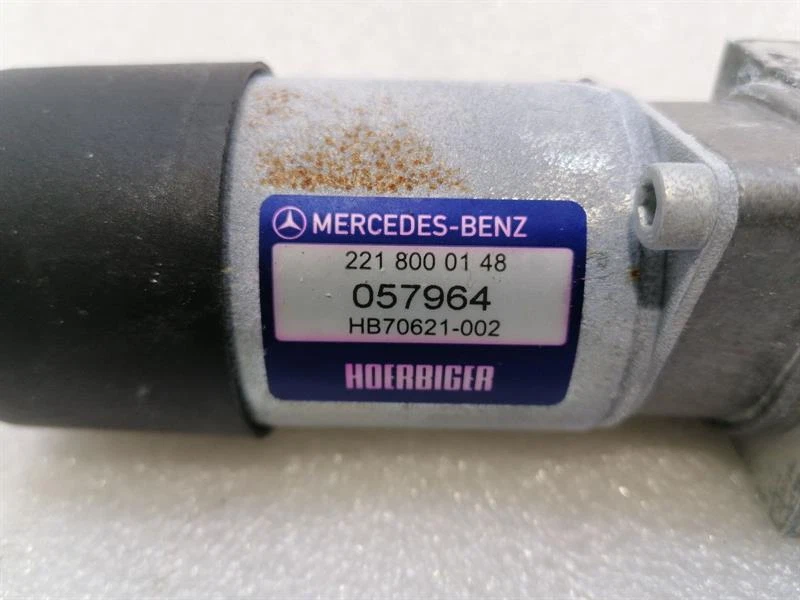 MERCEDES-BENZ
221 800 01 48
057964
HB70621-002
HOERBIGER